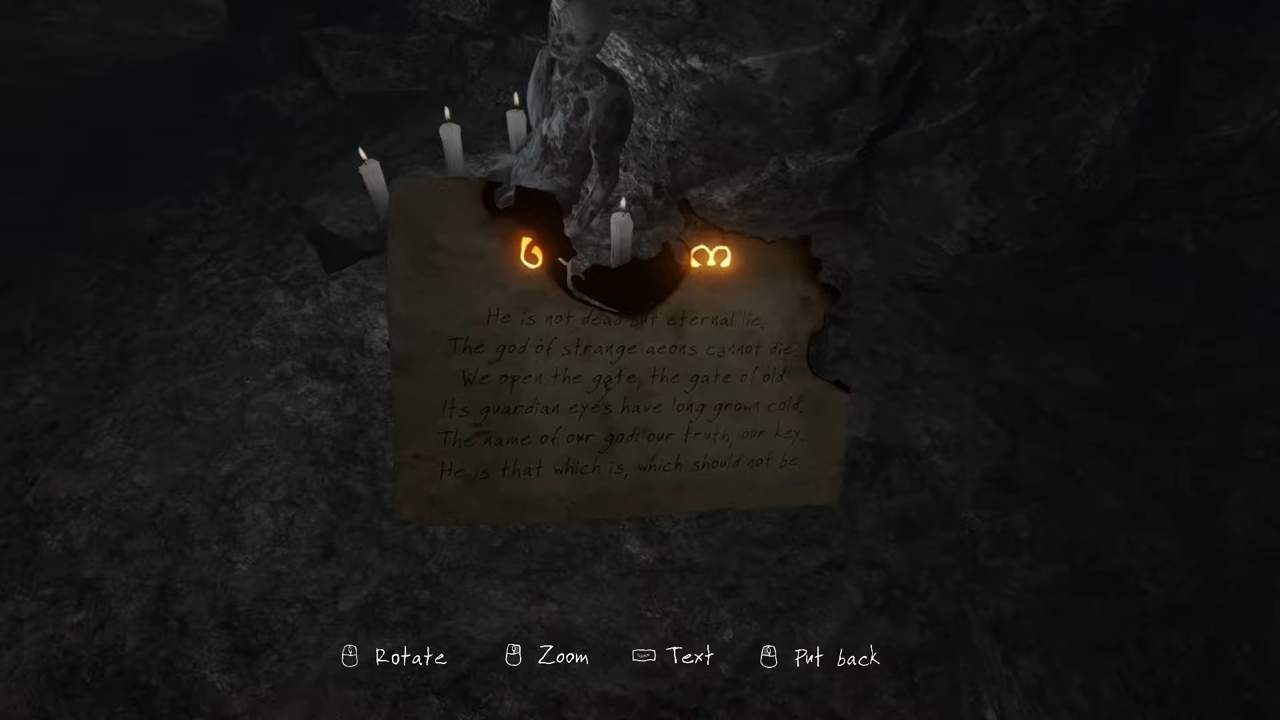 He is not dead but eternal lie.
The god of strange aeons cannot die
We open the gate, the gate of old
Its guardian eyes have long grown cold.
The name of our god: our truth, our key.
He is that which is, which should not be.
Rotate Zoom Text Put back